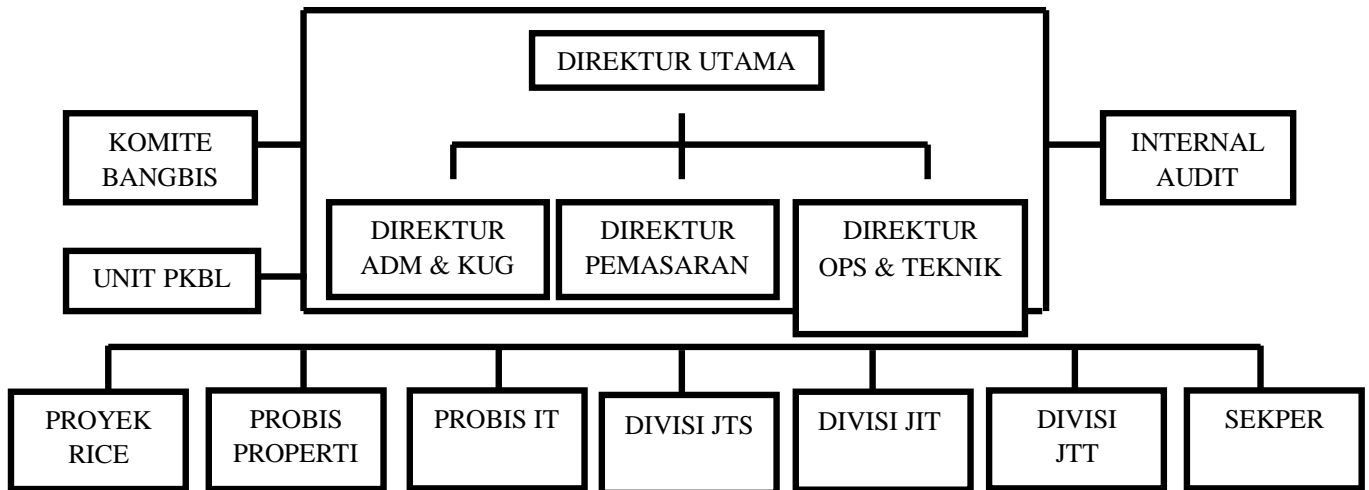 DIREKTUR UTAMA
KOMITE
BANGBIS
INTERNAL
AUDIT
DIREKTUR
ADM & KUG
DIREKTUR
PEMASARAN
DIREKTUR
OPS & TEKNIK
UNIT PKBL
PROYEK
RICE
PROBIS
PROPERTI
PROBIS IT
DIVISI JTS
DIVISI JIT
DIVISI
JTT
SEKPER